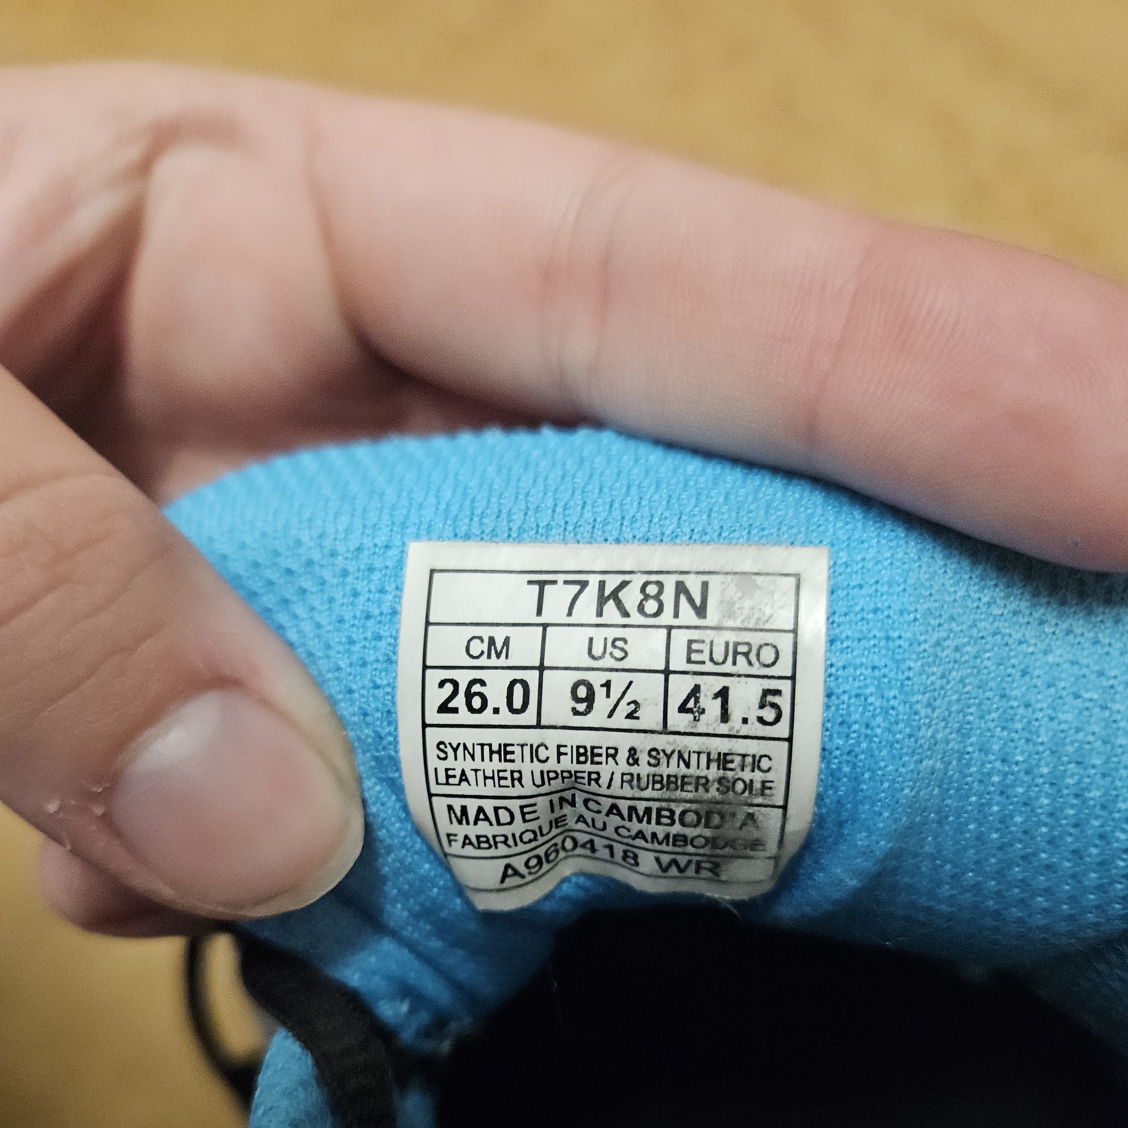 T7K8N
CM US EURO
26.0 9½ 41.5
SYNTHETIC FIBER & SYNTHETIC
LEATHER UPPER / RUBBER SOLE
MADE IN CAMBODIA
FABRIQUE AU CAMBODGE
A960418 WR